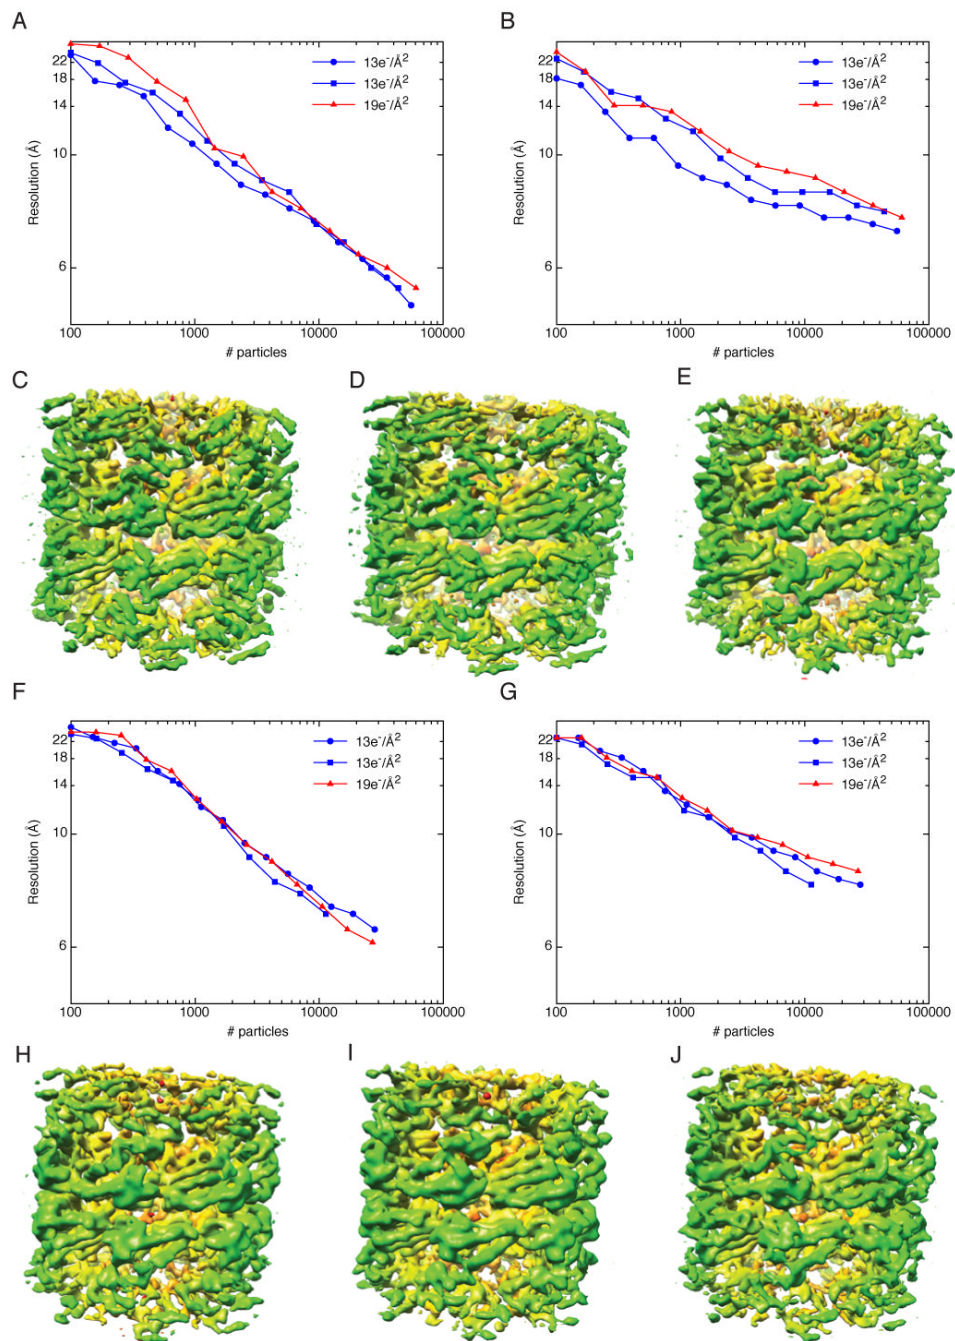 A
B
22
18
14
10
6
Resolution (Å)
13e⁻/Å²
13e⁻/Å²
19e⁻/Å²
100
1000
10000
100000
# particles
22
18
14
10
6
Resolution (Å)
13e⁻/Å²
13e⁻/Å²
19e⁻/Å²
100
1000
10000
100000
# particles
C
D
E
F
G
22
18
14
10
6
Resolution (Å)
13e⁻/Å²
13e⁻/Å²
19e⁻/Å²
100
1000
10000
100000
# particles
22
18
14
10
6
Resolution (Å)
13e⁻/Å²
13e⁻/Å²
19e⁻/Å²
100
1000
10000
100000
# particles
H
I
J